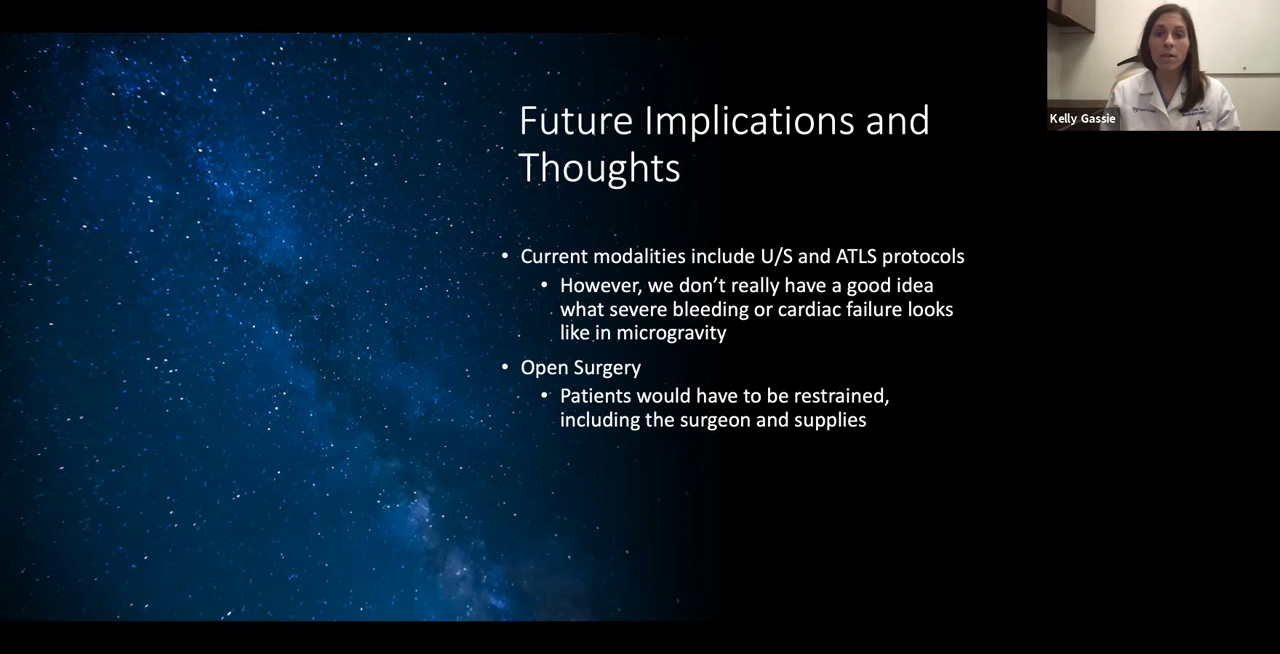 Future Implications and
Thoughts
• Current modalities include U/S and ATLS protocols
• However, we don’t really have a good idea
what severe bleeding or cardiac failure looks
like in microgravity
• Open Surgery
• Patients would have to be restrained,
including the surgeon and supplies
Kelly Gassie